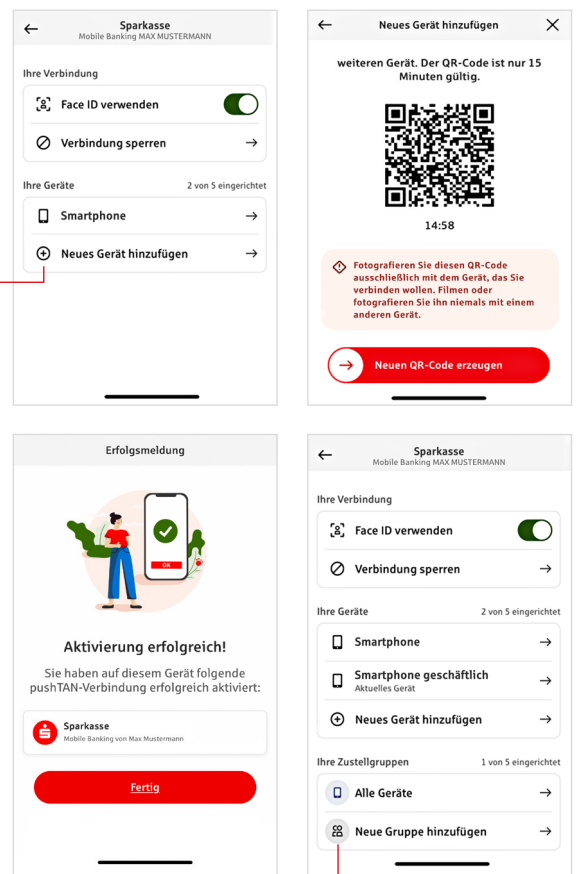 Sparkasse
Mobile Banking MAX MUSTERMANN
Ihre Verbindung
Face ID verwenden
Verbindung sperren
Ihre Geräte 2 von 5 eingerichtet
Smartphone
Neues Gerät hinzufügen
Neues Gerät hinzufügen
weiteren Gerät. Der QR-Code ist nur 15
Minuten gültig.
14:58
Fotografieren Sie diesen QR-Code
ausschließlich mit dem Gerät, das Sie
verbinden wollen. Filmen oder
fotografieren Sie ihn niemals mit einem
anderen Gerät.
Neuen QR-Code erzeugen
Erfolgsmeldung
OK
Aktivierung erfolgreich!
Sie haben auf diesem Gerät folgende
pushTAN-Verbindung erfolgreich aktiviert:
Sparkasse
Mobile Banking von Max Mustermann
Fertig
Sparkasse
Mobile Banking MAX MUSTERMANN
Ihre Verbindung
Face ID verwenden
Verbindung sperren
Ihre Geräte 2 von 5 eingerichtet
Smartphone
Smartphone geschäftlich
Aktuelles Gerät
Neues Gerät hinzufügen
Ihre Zustellgruppen 1 von 5 eingerichtet
Alle Geräte
Neue Gruppe hinzufügen